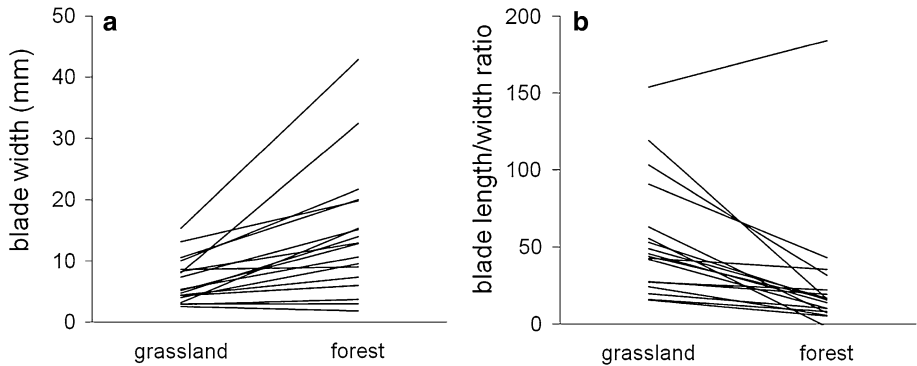 a
blade width (mm)
50
40
30
20
10
0
grassland forest
b
blade length/width ratio
200
150
100
50
0
grassland forest